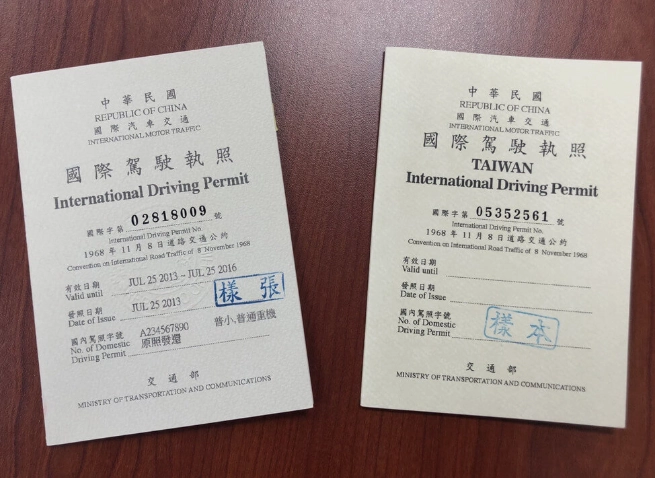 中華民國
REPUBLIC OF CHINA
國際汽車交通
INTERNATIONAL MOTOR TRAFFIC
國際駕駛執照
International Driving Permit
國際字第 02818009 號
International Driving Permit No.
1968 年 11 月 8 日道路交通公約
Convention on International Road Traffic of 8 November 1968
有效日期
Valid until JUL 25 2013 ~ JUL 25 2016
樣張
發照日期
Date of Issue JUL 25 2013
國內駕照字號 A234567890 普小,普通重機
No. of Domestic 原照發還
Driving Permit
交通部
MINISTRY OF TRANSPORTATION AND COMMUNICATIONS
中華民國
REPUBLIC OF CHINA
國際汽車交通
INTERNATIONAL MOTOR TRAFFIC
國際駕駛執照
TAIWAN
International Driving Permit
國際字第 05352561 號
International Driving Permit No.
1968 年 11 月 8 日道路交通公約
Convention on International Road Traffic of 8 November 1968
有效日期
Valid until
發照日期
Date of Issue
樣本
國內駕照字號
No. of Domestic
Driving Permit
交通部
MINISTRY OF TRANSPORTATION AND COMMUNICATIONS